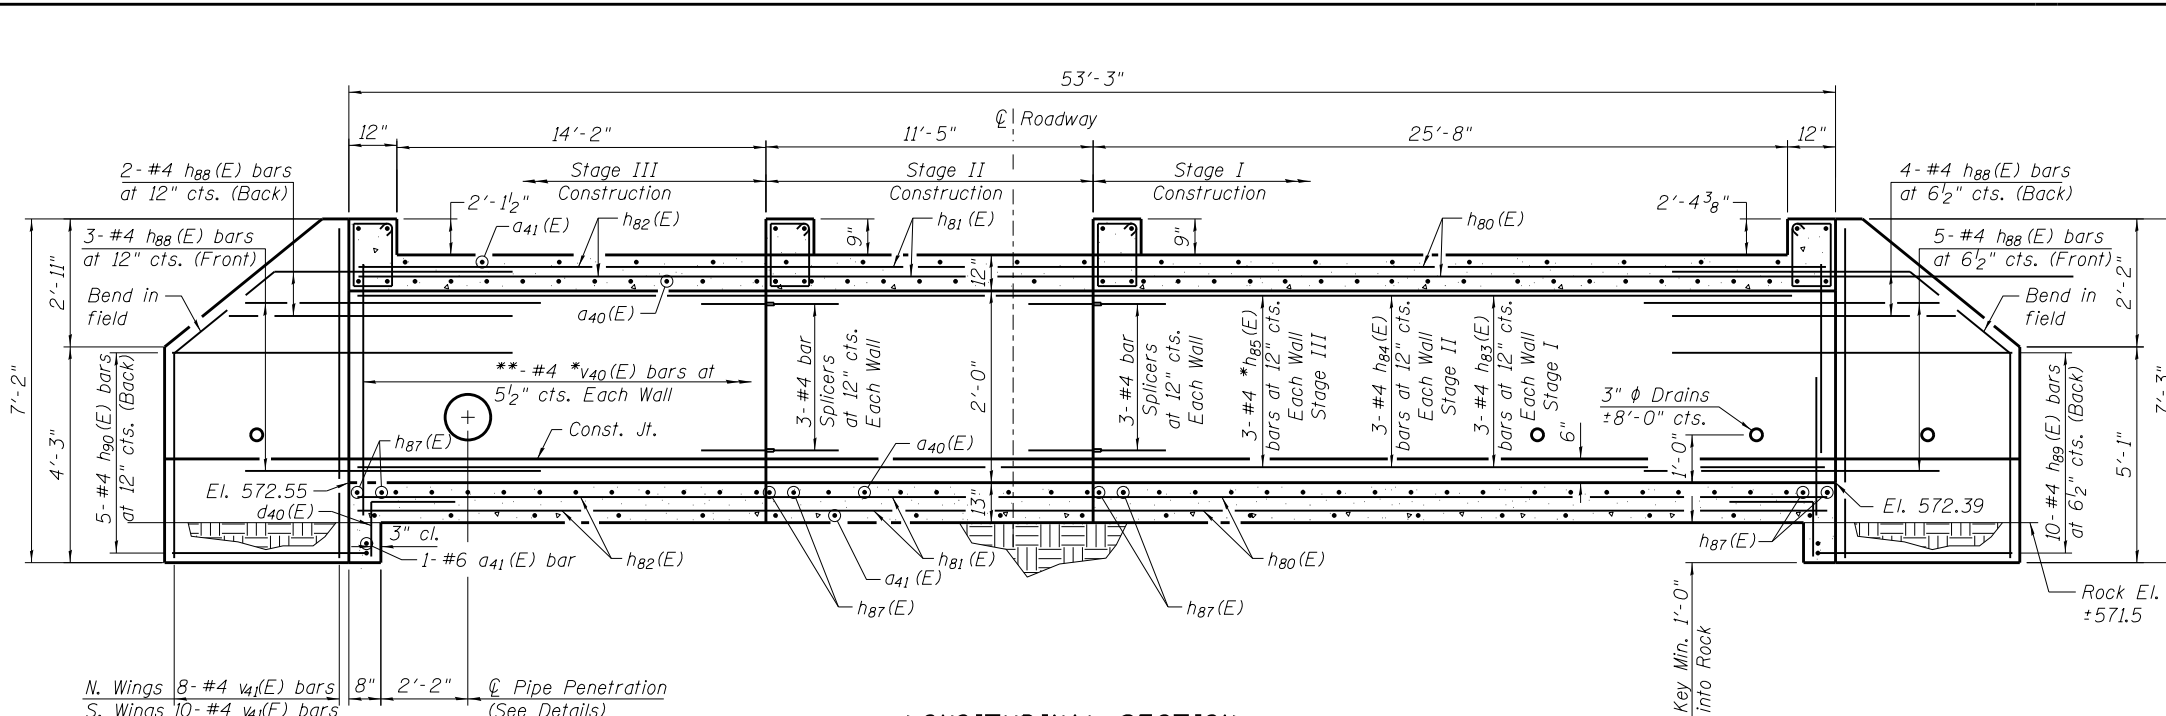 53'-3"
℄ Roadway
12"
14'-2"
11'-5"
25'-8"
12"
2-#4 h88(E) bars
at 12" cts. (Back)
Stage III
Construction
Stage II
Construction
Stage I
Construction
4-#4 h88(E) bars
at 6½" cts. (Back)
2'-1½"
a41(E)
h82(E)
9"
h81(E)
9"
h80(E)
2'-4⅜"
3-#4 h88(E) bars
at 12" cts. (Front)
5-#4 h88(E) bars
at 6½" cts. (Front)
2'-11"
12"
2'-2"
Bend in
field
Bend in
field
a40(E)
7'-2"
4'-3"
5-#4 h90(E) bars
at 12" cts. (Back)
**-#4 *v40(E) bars at
5½" cts. Each Wall
3-#4 bar
Splicers
at 12" cts.
Each Wall
2'-0"
3-#4 bar
Splicers
at 12" cts.
Each Wall
3-#4 *h85(E)
bars at 12" cts.
Each Wall
Stage III
3-#4 h84(E)
bars at 12" cts.
Each Wall
Stage II
3-#4 h83(E)
bars at 12" cts.
Each Wall
Stage I
3" ϕ Drains
±8'-0" cts.
10-#4 h89(E) bars
at 6½" cts. (Back)
5'-1"
7'-3"
Const. Jt.
h87(E)
a40(E)
6"
1'-0"
El. 572.55
13"
El. 572.39
d40(E)
3" cl.
1-#6 a41(E) bar
h82(E)
h81(E)
a41(E)
h87(E)
h80(E)
h87(E)
h87(E)
Rock El.
±571.5
Key Min. 1'-0"
into Rock
N. Wings 8-#4 v41(E) bars
S. Wings 10-#4 v41(E) bars
8"
2'-2"
℄ Pipe Penetration
(See Details)
LONGITUDINAL SECTION